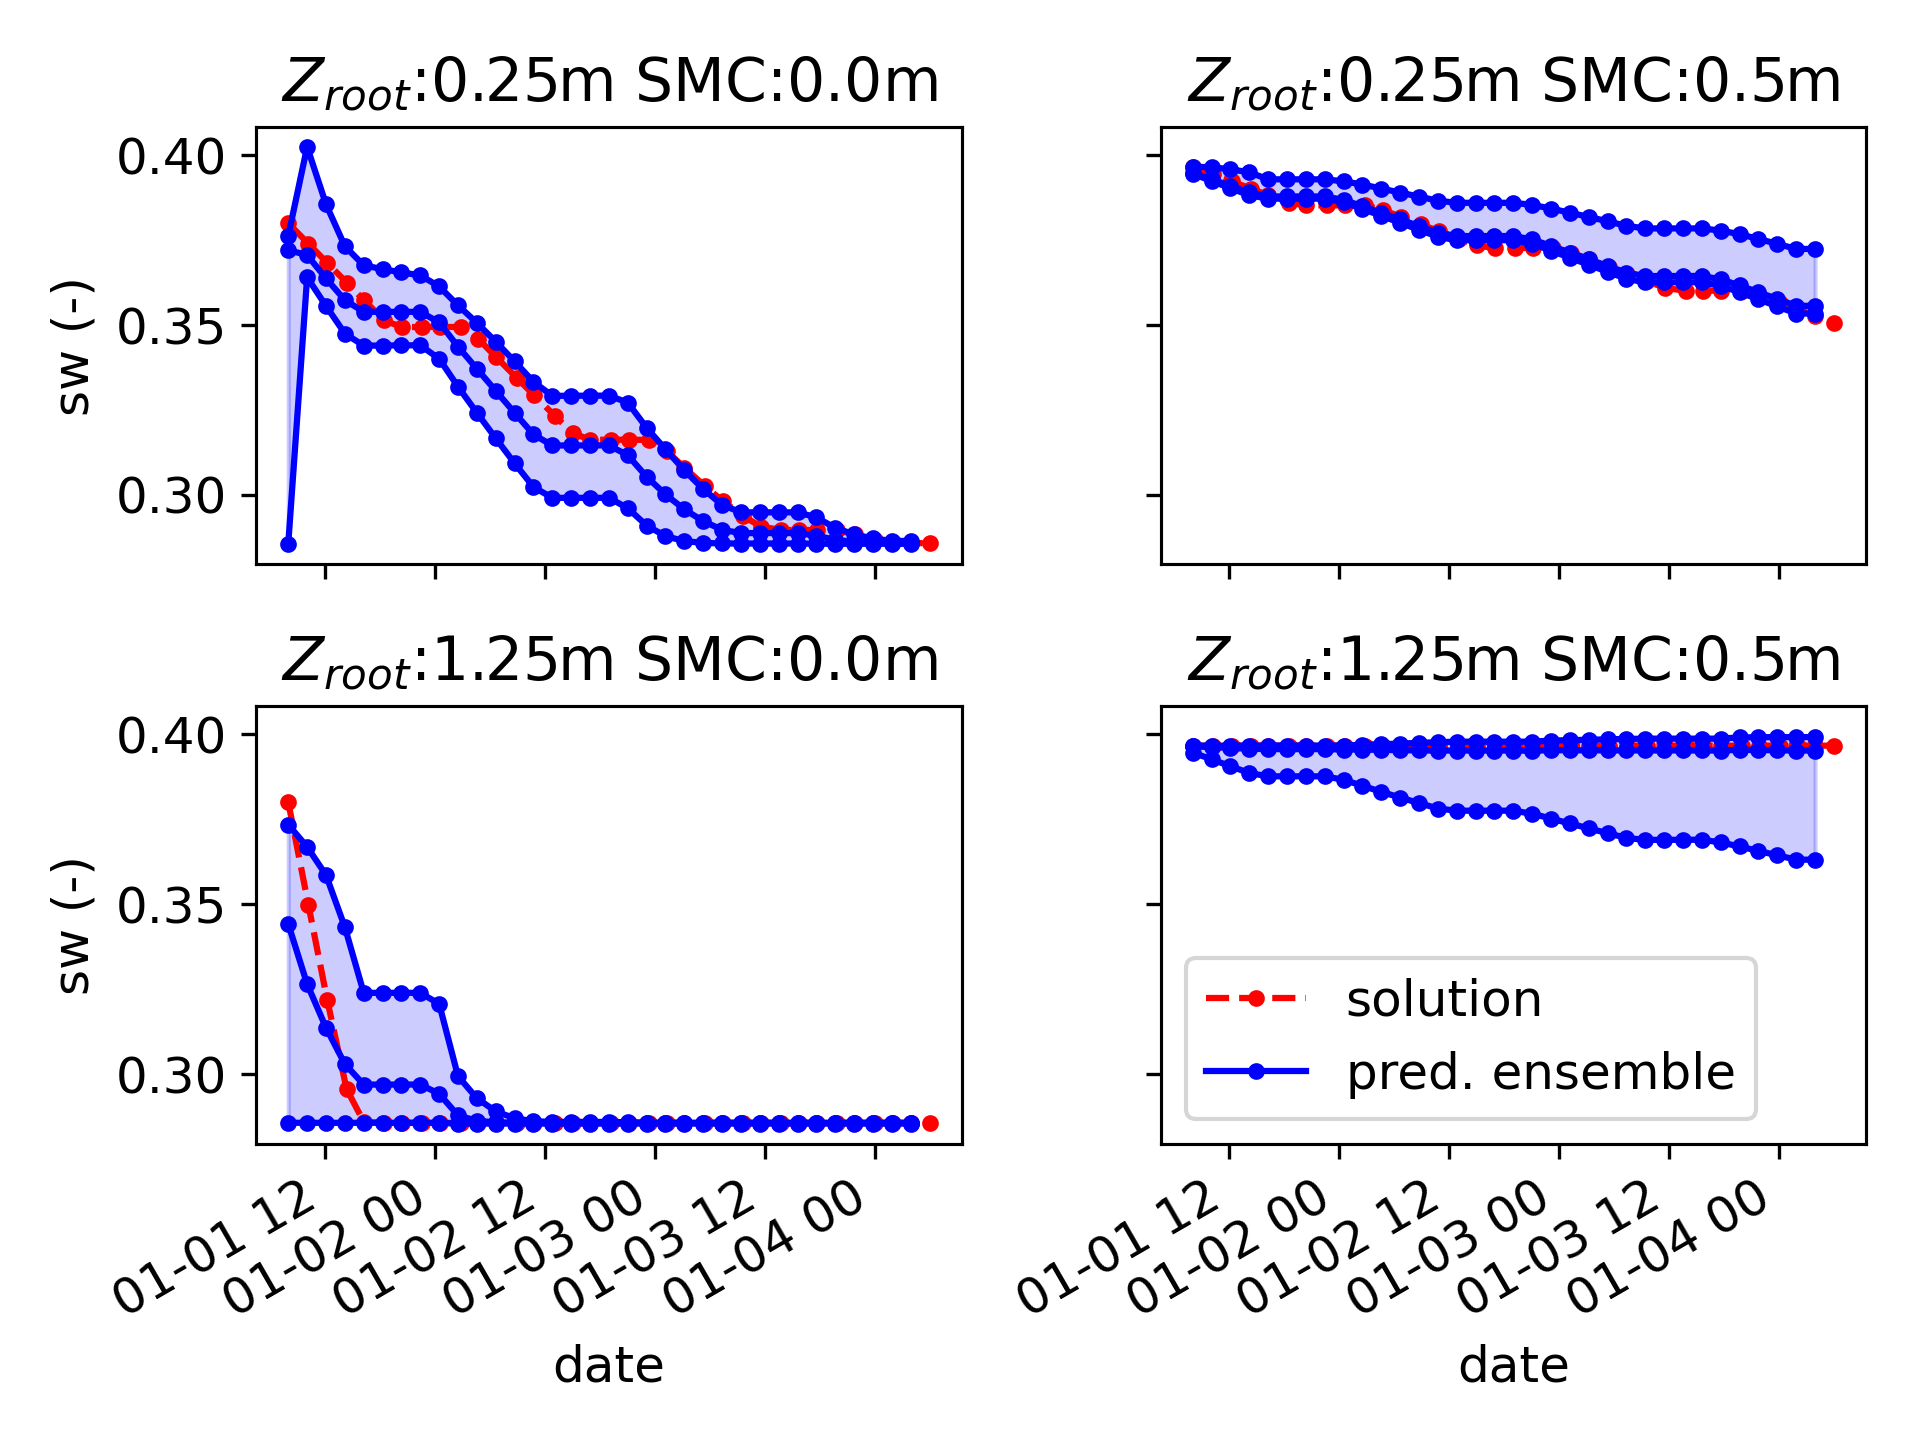 Z_root:0.25m SMC:0.0m
Z_root:0.25m SMC:0.5m
0.40
0.35
0.30
sw (-)
Z_root:1.25m SMC:0.0m
Z_root:1.25m SMC:0.5m
0.40
0.35
0.30
sw (-)
solution
pred. ensemble
01-01 12
01-02 00
01-02 12
01-03 00
01-03 12
01-04 00
date
01-01 12
01-02 00
01-02 12
01-03 00
01-03 12
01-04 00
date